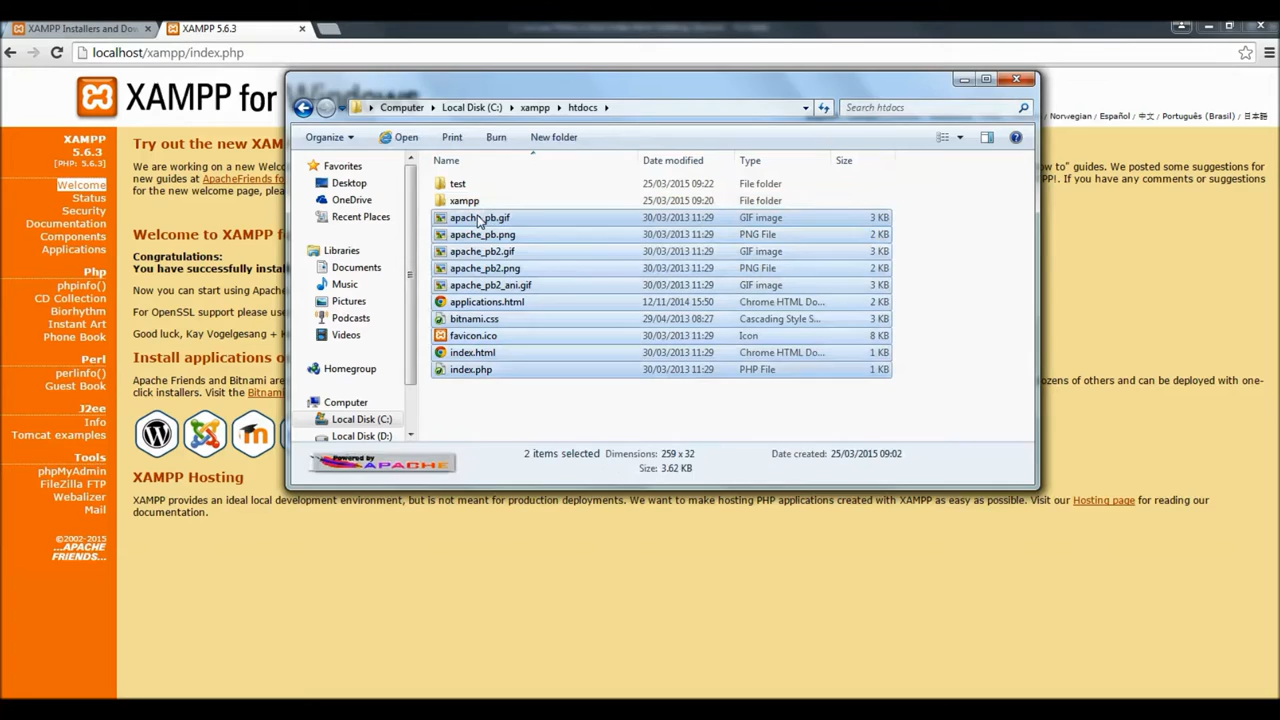 XAMPP Installers and Dow
XAMPP 5.6.3
localhost/xampp/index.php
XAMPP for Windows
Computer
Local Disk (C:)
xampp
htdocs
Search htdocs
Organize
Open
Print
Burn
New folder
Favorites
Desktop
OneDrive
Recent Places
Libraries
Documents
Music
Pictures
Podcasts
Videos
Homegroup
Computer
Local Disk (C:)
Local Disk (D:)
Name Date modified Type Size
test 25/03/2015 09:22 File folder
xampp 25/03/2015 09:20 File folder
apache_pb.gif 30/03/2013 11:29 GIF image 3 KB
apache_pb.png 30/03/2013 11:29 PNG File 2 KB
apache_pb2.gif 30/03/2013 11:29 GIF image 3 KB
apache_pb2.png 30/03/2013 11:29 PNG File 2 KB
apache_pb2_ani.gif 30/03/2013 11:29 GIF image 3 KB
applications.html 12/11/2014 15:50 Chrome HTML Do... 2 KB
bitnami.css 29/04/2013 08:27 Cascading Style S... 3 KB
favicon.ico 30/03/2013 11:29 Icon 8 KB
index.html 30/03/2013 11:29 Chrome HTML Do... 1 KB
index.php 30/03/2013 11:29 PHP File 1 KB
Powered by APACHE
2 items selected Dimensions: 259 x 32 Date created: 25/03/2015 09:02
Size: 3.62 KB
Norwegian / Español / 中文 / Português (Brasil) / 日本語
XAMPP
5.6.3
[PHP: 5.6.3]
Welcome
Status
Security
Documentation
Components
Applications
Php
phpinfo()
CD Collection
Biorhythm
Instant Art
Phone Book
Perl
perlinfo()
Guest Book
J2ee
Info
Tomcat examples
Tools
phpMyAdmin
FileZilla FTP
Webalizer
Mail
©2002-2015
...APACHE
FRIENDS...
Try out the new XAM
We are working on a new Welcom
new guides at ApacheFriends fo
for the new welcome page, pleas
ow to" guides. We posted some suggestions for
PP!. If you have any comments or suggestions
Welcome to XAMPP f
Congratulations:
You have successfully instal
Now you can start using Apach
For OpenSSL support please u
Good luck, Kay Vogelgesang + K
Install applications o
Apache Friends and Bitnami are
click installers. Visit the Bitnami
ozens of others and can be deployed with one-
XAMPP Hosting
XAMPP provides an ideal local development environment, but is not meant for production deployments. We want to make hosting PHP applications created with XAMPP as easy as possible. Visit our Hosting page for reading our
documentation.